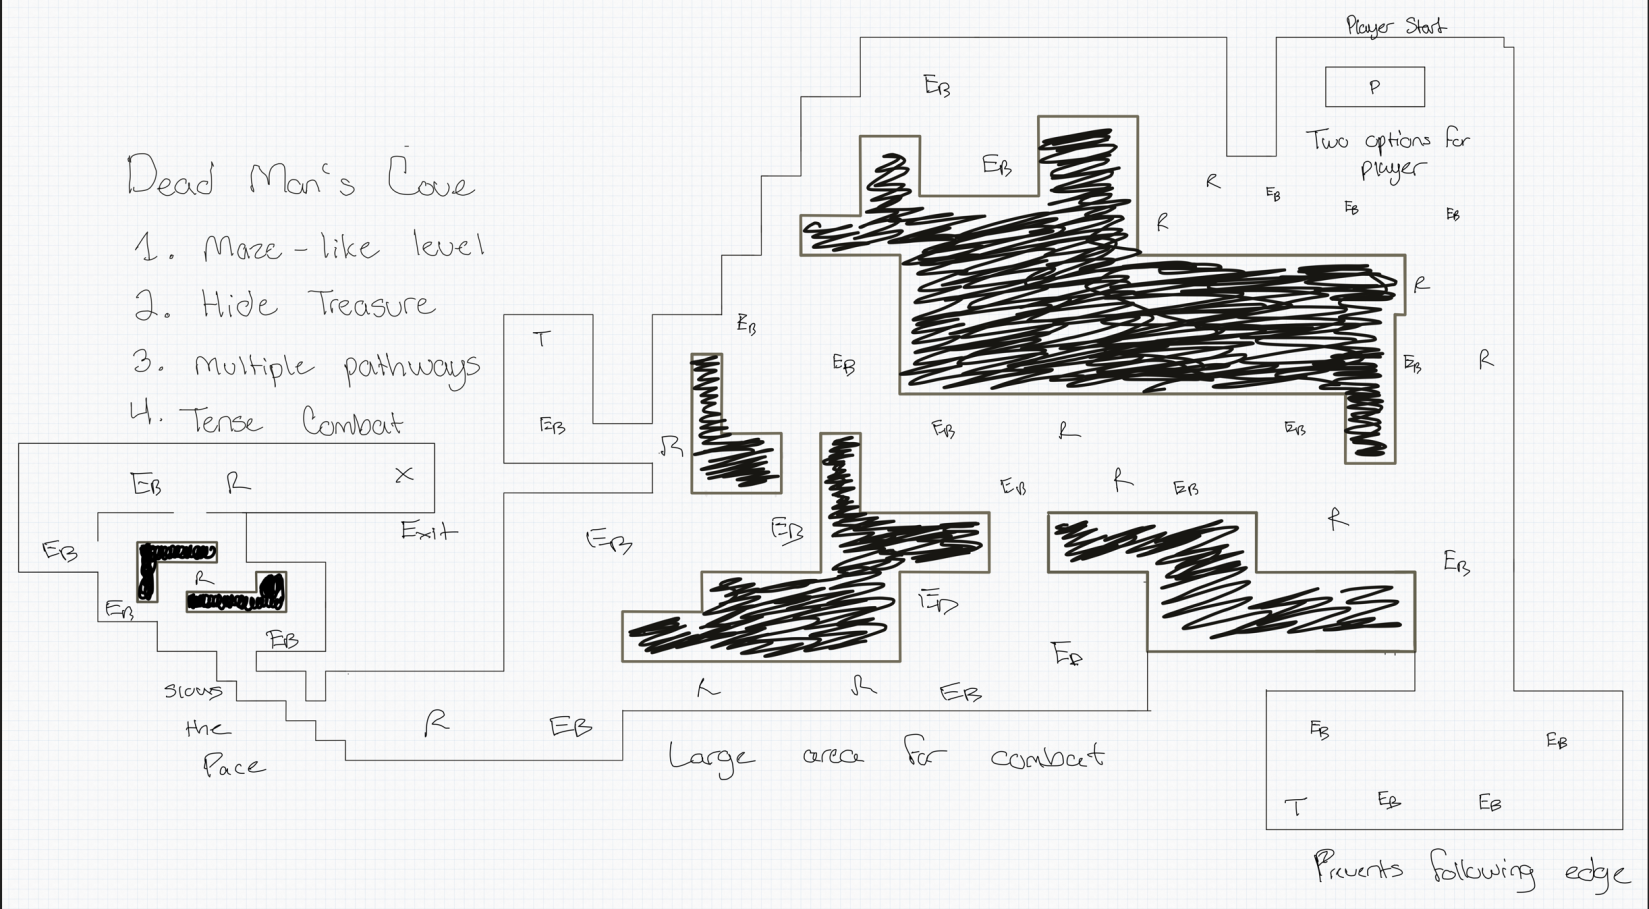 Player Start
P
Two options for
player
EB
EB
R
EB
EB
EB
R
R
Dead Man's Cove
1. Maze-like level
2. Hide Treasure
3. Multiple pathways
4. Tense Combat
T
EB
EB
EB
R
EB
R
EB
R
EB
EB
R
EB
R
EB
R
X
Exit
EB
EB
R
EB
EB
EB
EB
R
EB
EB
EB
slows
the
Pace
R
EB
R
R
EB
Large area for combat
EB
EB
T
EB
EB
Prevents following edge